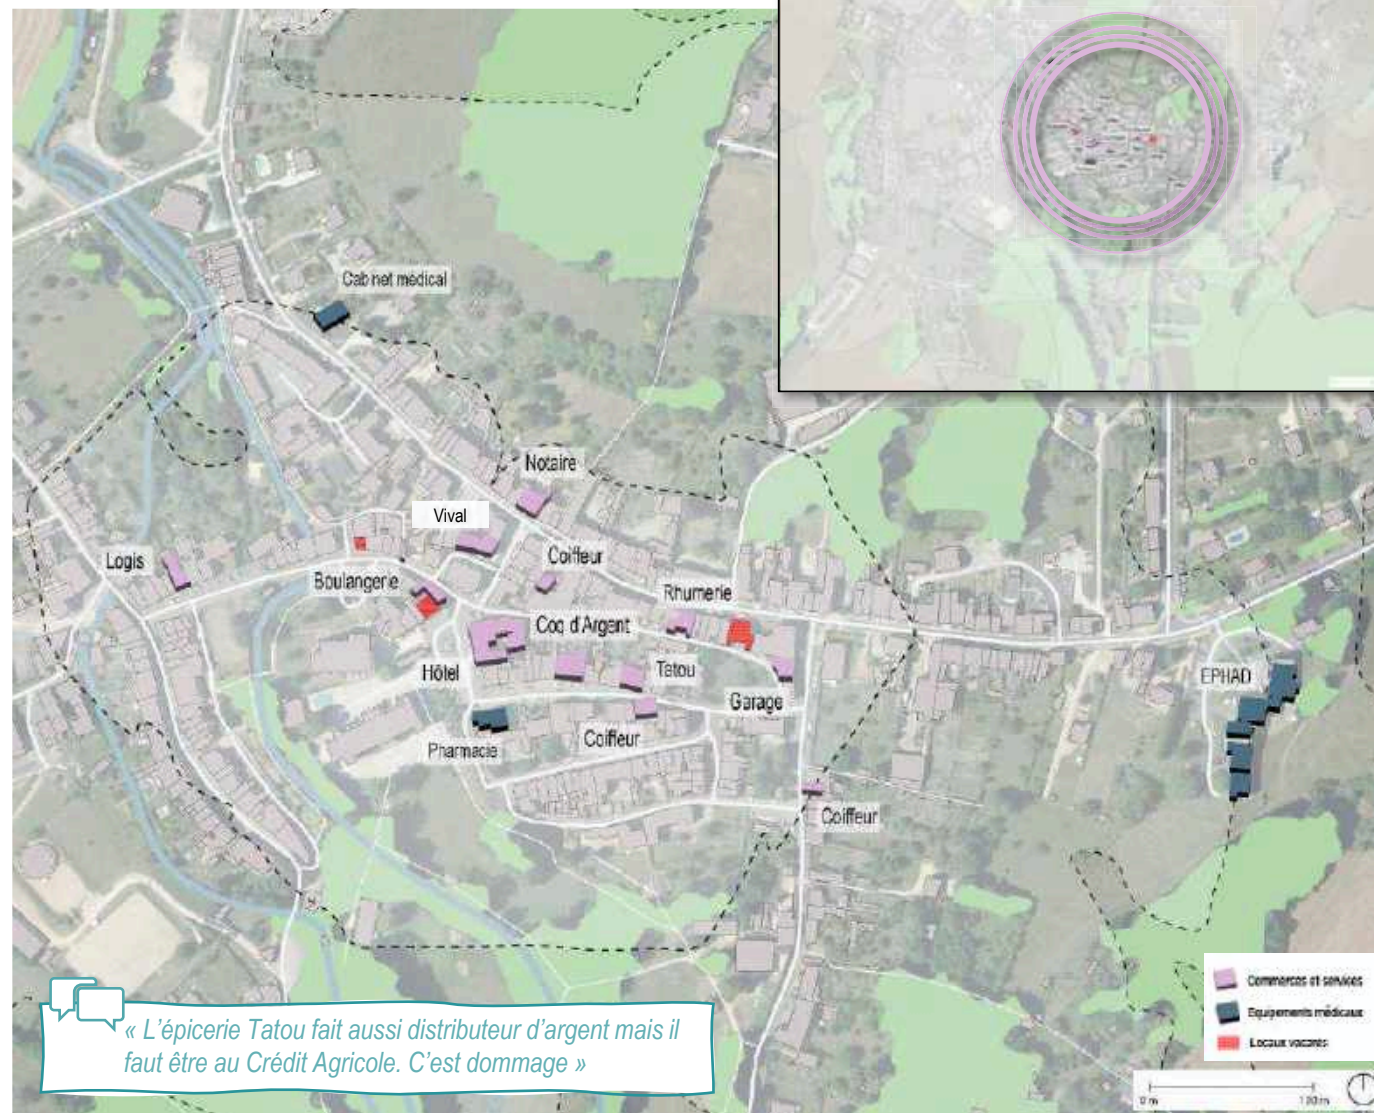 Cabinet médical
Notaire
Vival
Coiffeur
Logis
Boulangerie
Rhumerie
Coq d'Argent
Hôtel
Tatou
EPHAD
Garage
Pharmacie
Coiffeur
Coiffeur
Commerces et services
Equipements médicaux
Locaux vacants
« L'épicerie Tatou fait aussi distributeur d'argent mais il
faut être au Crédit Agricole. C'est dommage »
0 m